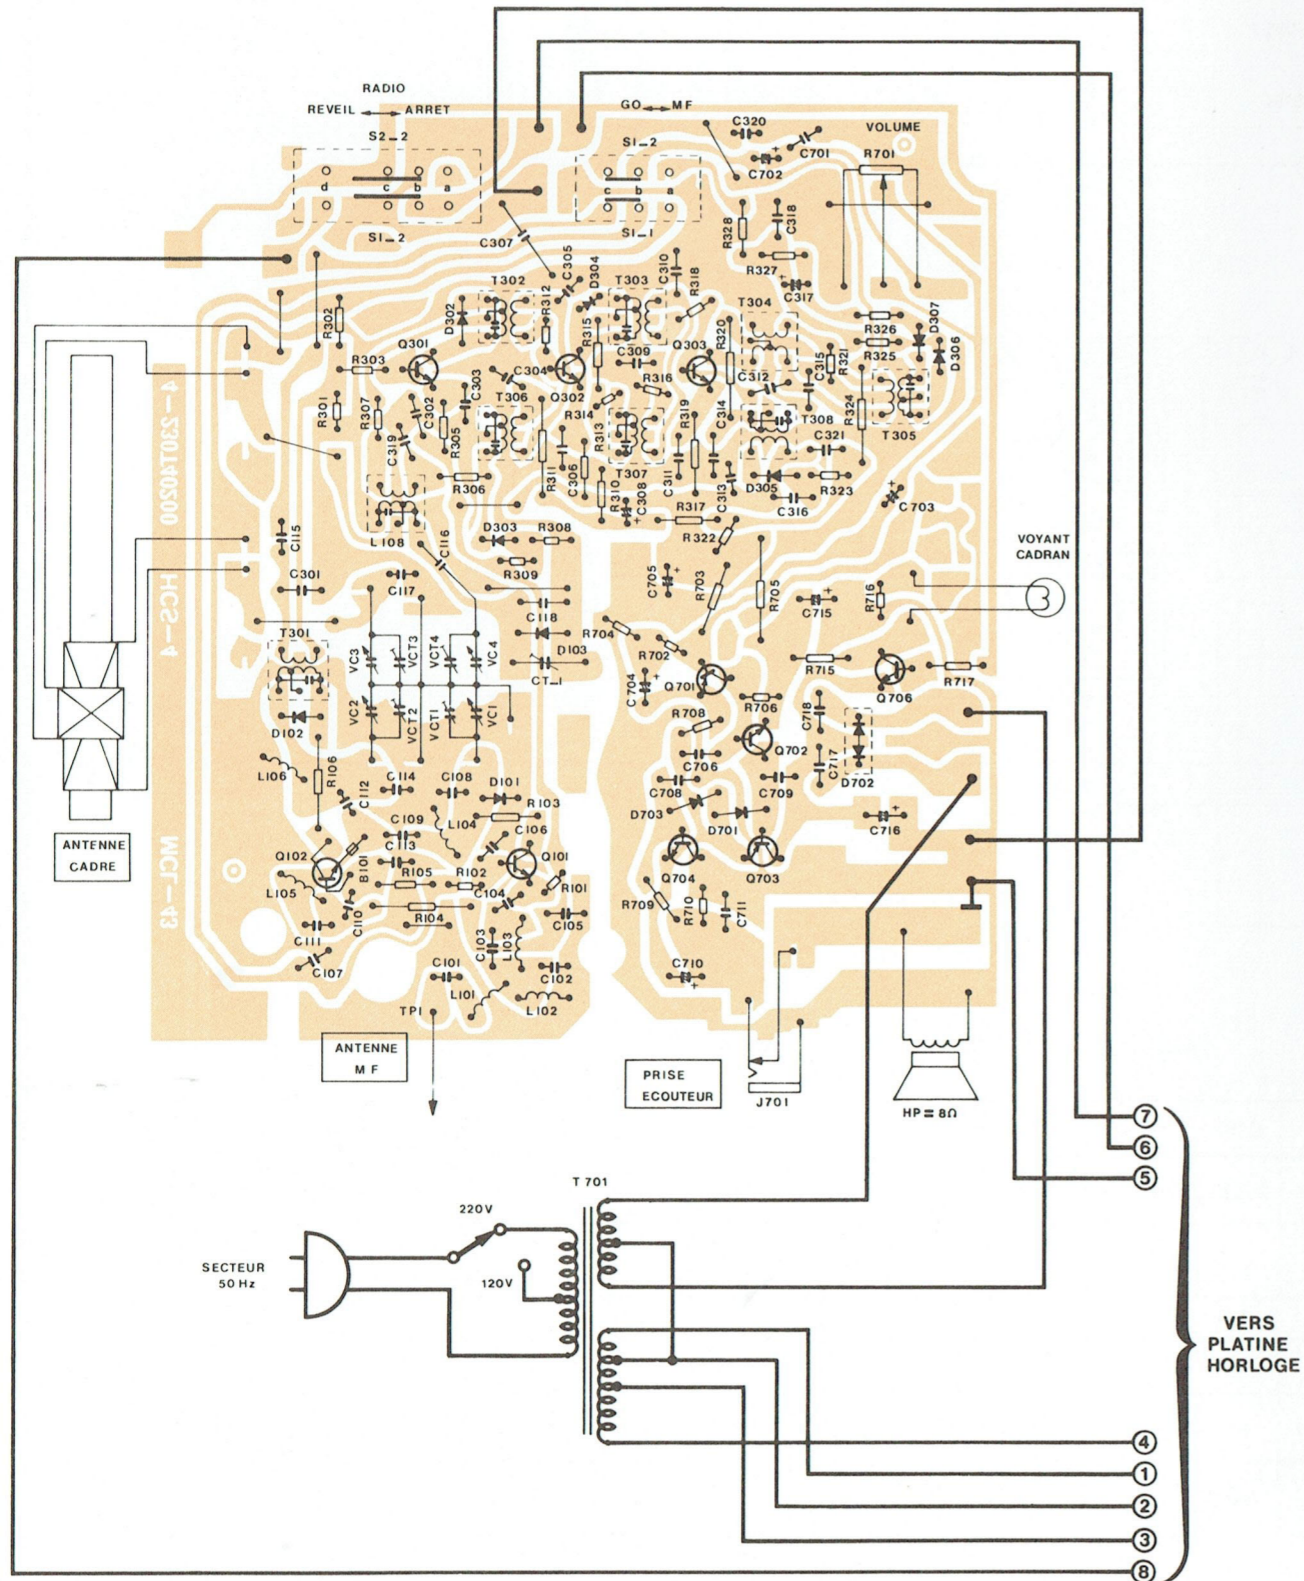 RADIO
REVEIL ARRET
S2_2
d c b a
S1_2
GO MF
S1_2
c b a
S1_1
C320
C701
C702
VOLUME
R701
C307
R328
C318
R327
C317
T302
C305
D304
T303
C310
R318
T304
D307
R302
D302
R312
R315
R320
R326
R325
D306
Q301
R303
C304
Q302
C309
Q303
C312
C315
R321
R316
C303
T306
R314
R319
C314
T308
R324
T305
R301
R307
C302
R305
C319
R313
C321
R311
C306
R310
T307
C308
C311
C313
D305
R323
C316
R306
C703
L108
R317
R322
4-230T40200
HCS-4
MCL-43
C115
C116
D303
R308
R309
C301
C117
C705
R703
R705
C715
R716
VOYANT
CADRAN
T301
C118
D103
CT_1
R704
R702
VC3
VCT3
VCT4
VC4
VC2
VCT2
VCT1
VC1
D102
C704
Q701
R715
Q706
R717
R708
R706
C718
Q702
C706
C717
D702
C708
C709
L106
R106
C112
C114
C108
D101
R103
D703
D701
C716
C109
L104
C106
C113
Q102
B101
Q101
Q704
Q703
L105
R105
R102
C104
R101
R709
R710
C711
C110
R104
C105
C111
C107
C103
L103
C710
C101
C102
L101
L102
TP1
ANTENNE
CADRE
ANTENNE
M F
PRISE
ECOUTEUR
J701
HP = 8Ω
7
6
5
T 701
220V
120V
SECTEUR
50 Hz
VERS
PLATINE
HORLOGE
4
1
2
3
8